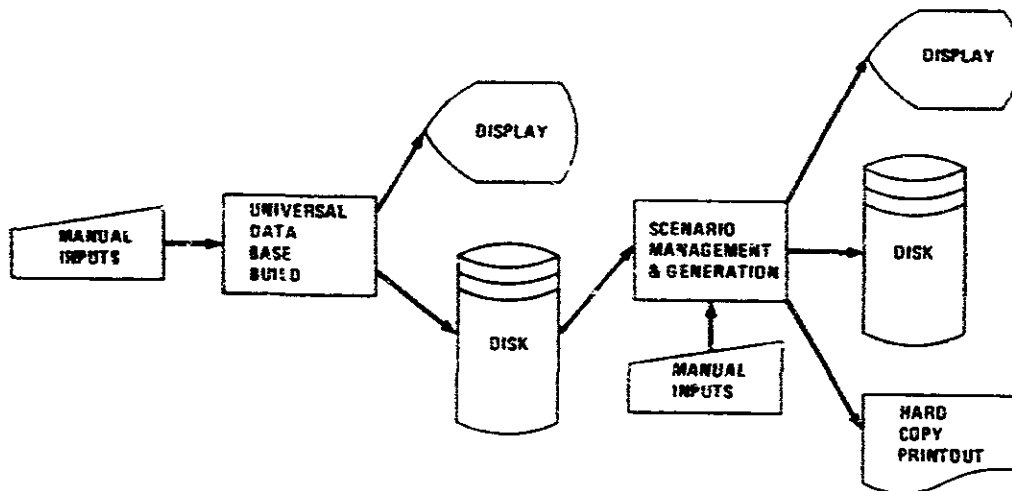 MANUAL
INPUTS
UNIVERSAL
DATA
BASE
BUILD
DISPLAY
DISK
SCENARIO
MANAGEMENT
& GENERATION
MANUAL
INPUTS
DISPLAY
DISK
HARD
COPY
PRINTOUT